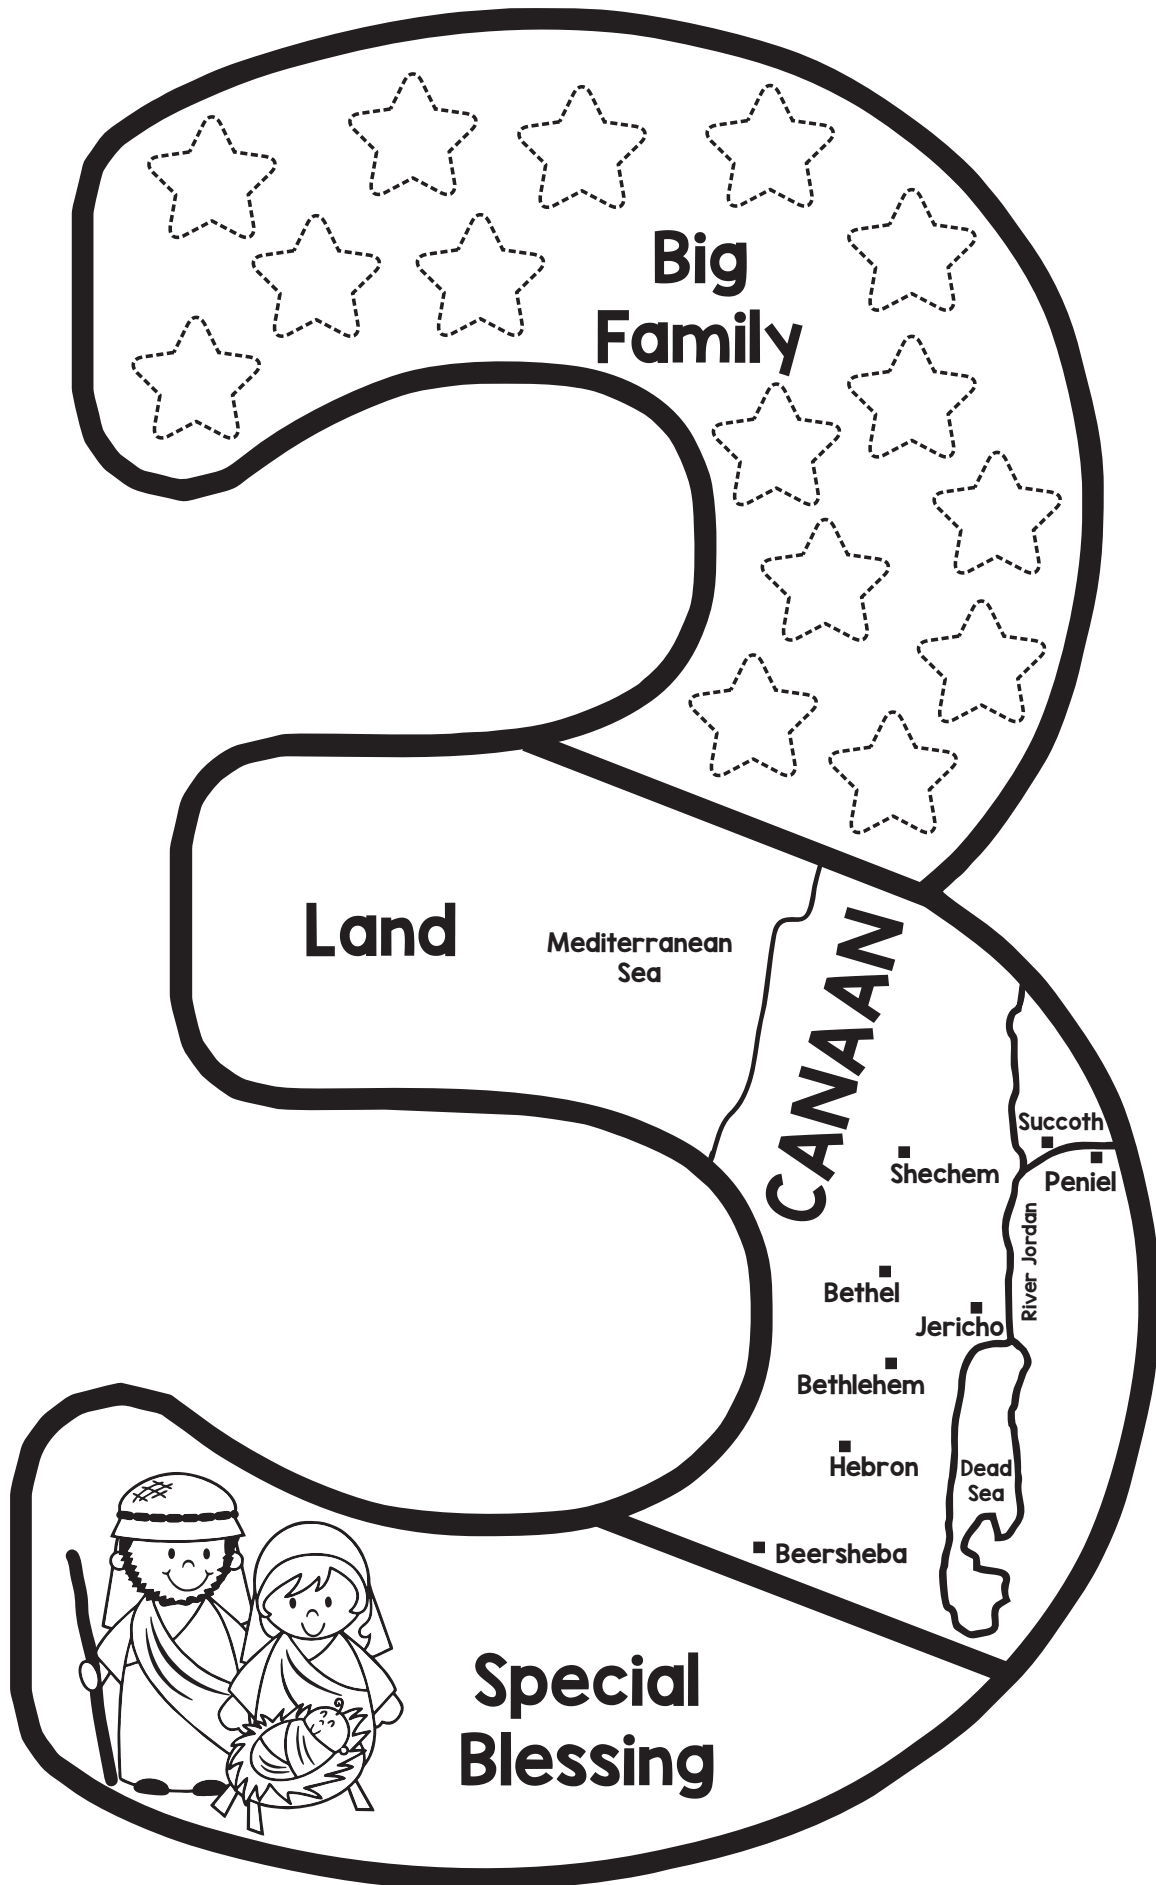 Big
Family
Land
Mediterranean
Sea
CANAAN
Succoth
Shechem
Peniel
River Jordan
Bethel
Jericho
Bethlehem
Hebron
Dead
Sea
Beersheba
Special
Blessing